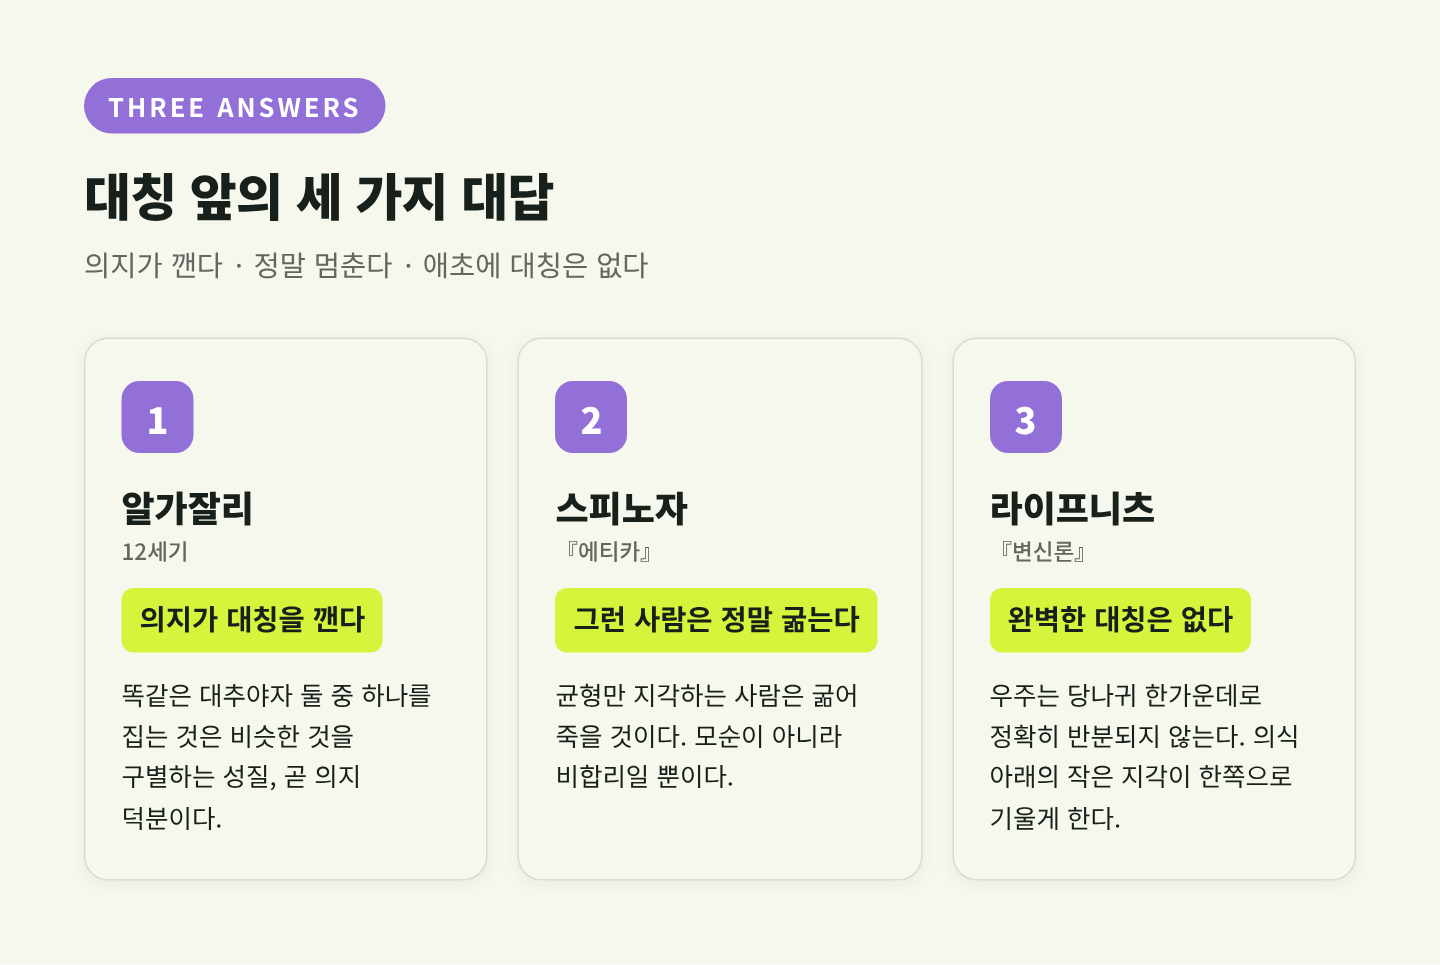 THREE ANSWERS
대칭 앞의 세 가지 대답
의지가 깬다 · 정말 멈춘다 · 애초에 대칭은 없다
1
알가잘리
12세기
의지가 대칭을 깬다
똑같은 대추야자 둘 중 하나를
집는 것은 비슷한 것을
구별하는 성질, 곧 의지
덕분이다.
2
스피노자
『에티카』
그런 사람은 정말 굶는다
균형만 지각하는 사람은 굶어
죽을 것이다. 모순이 아니라
비합리일 뿐이다.
3
라이프니츠
『변신론』
완벽한 대칭은 없다
우주는 당나귀 한가운데로
정확히 반분되지 않는다. 의식
아래의 작은 지각이 한쪽으로
기울게 한다.